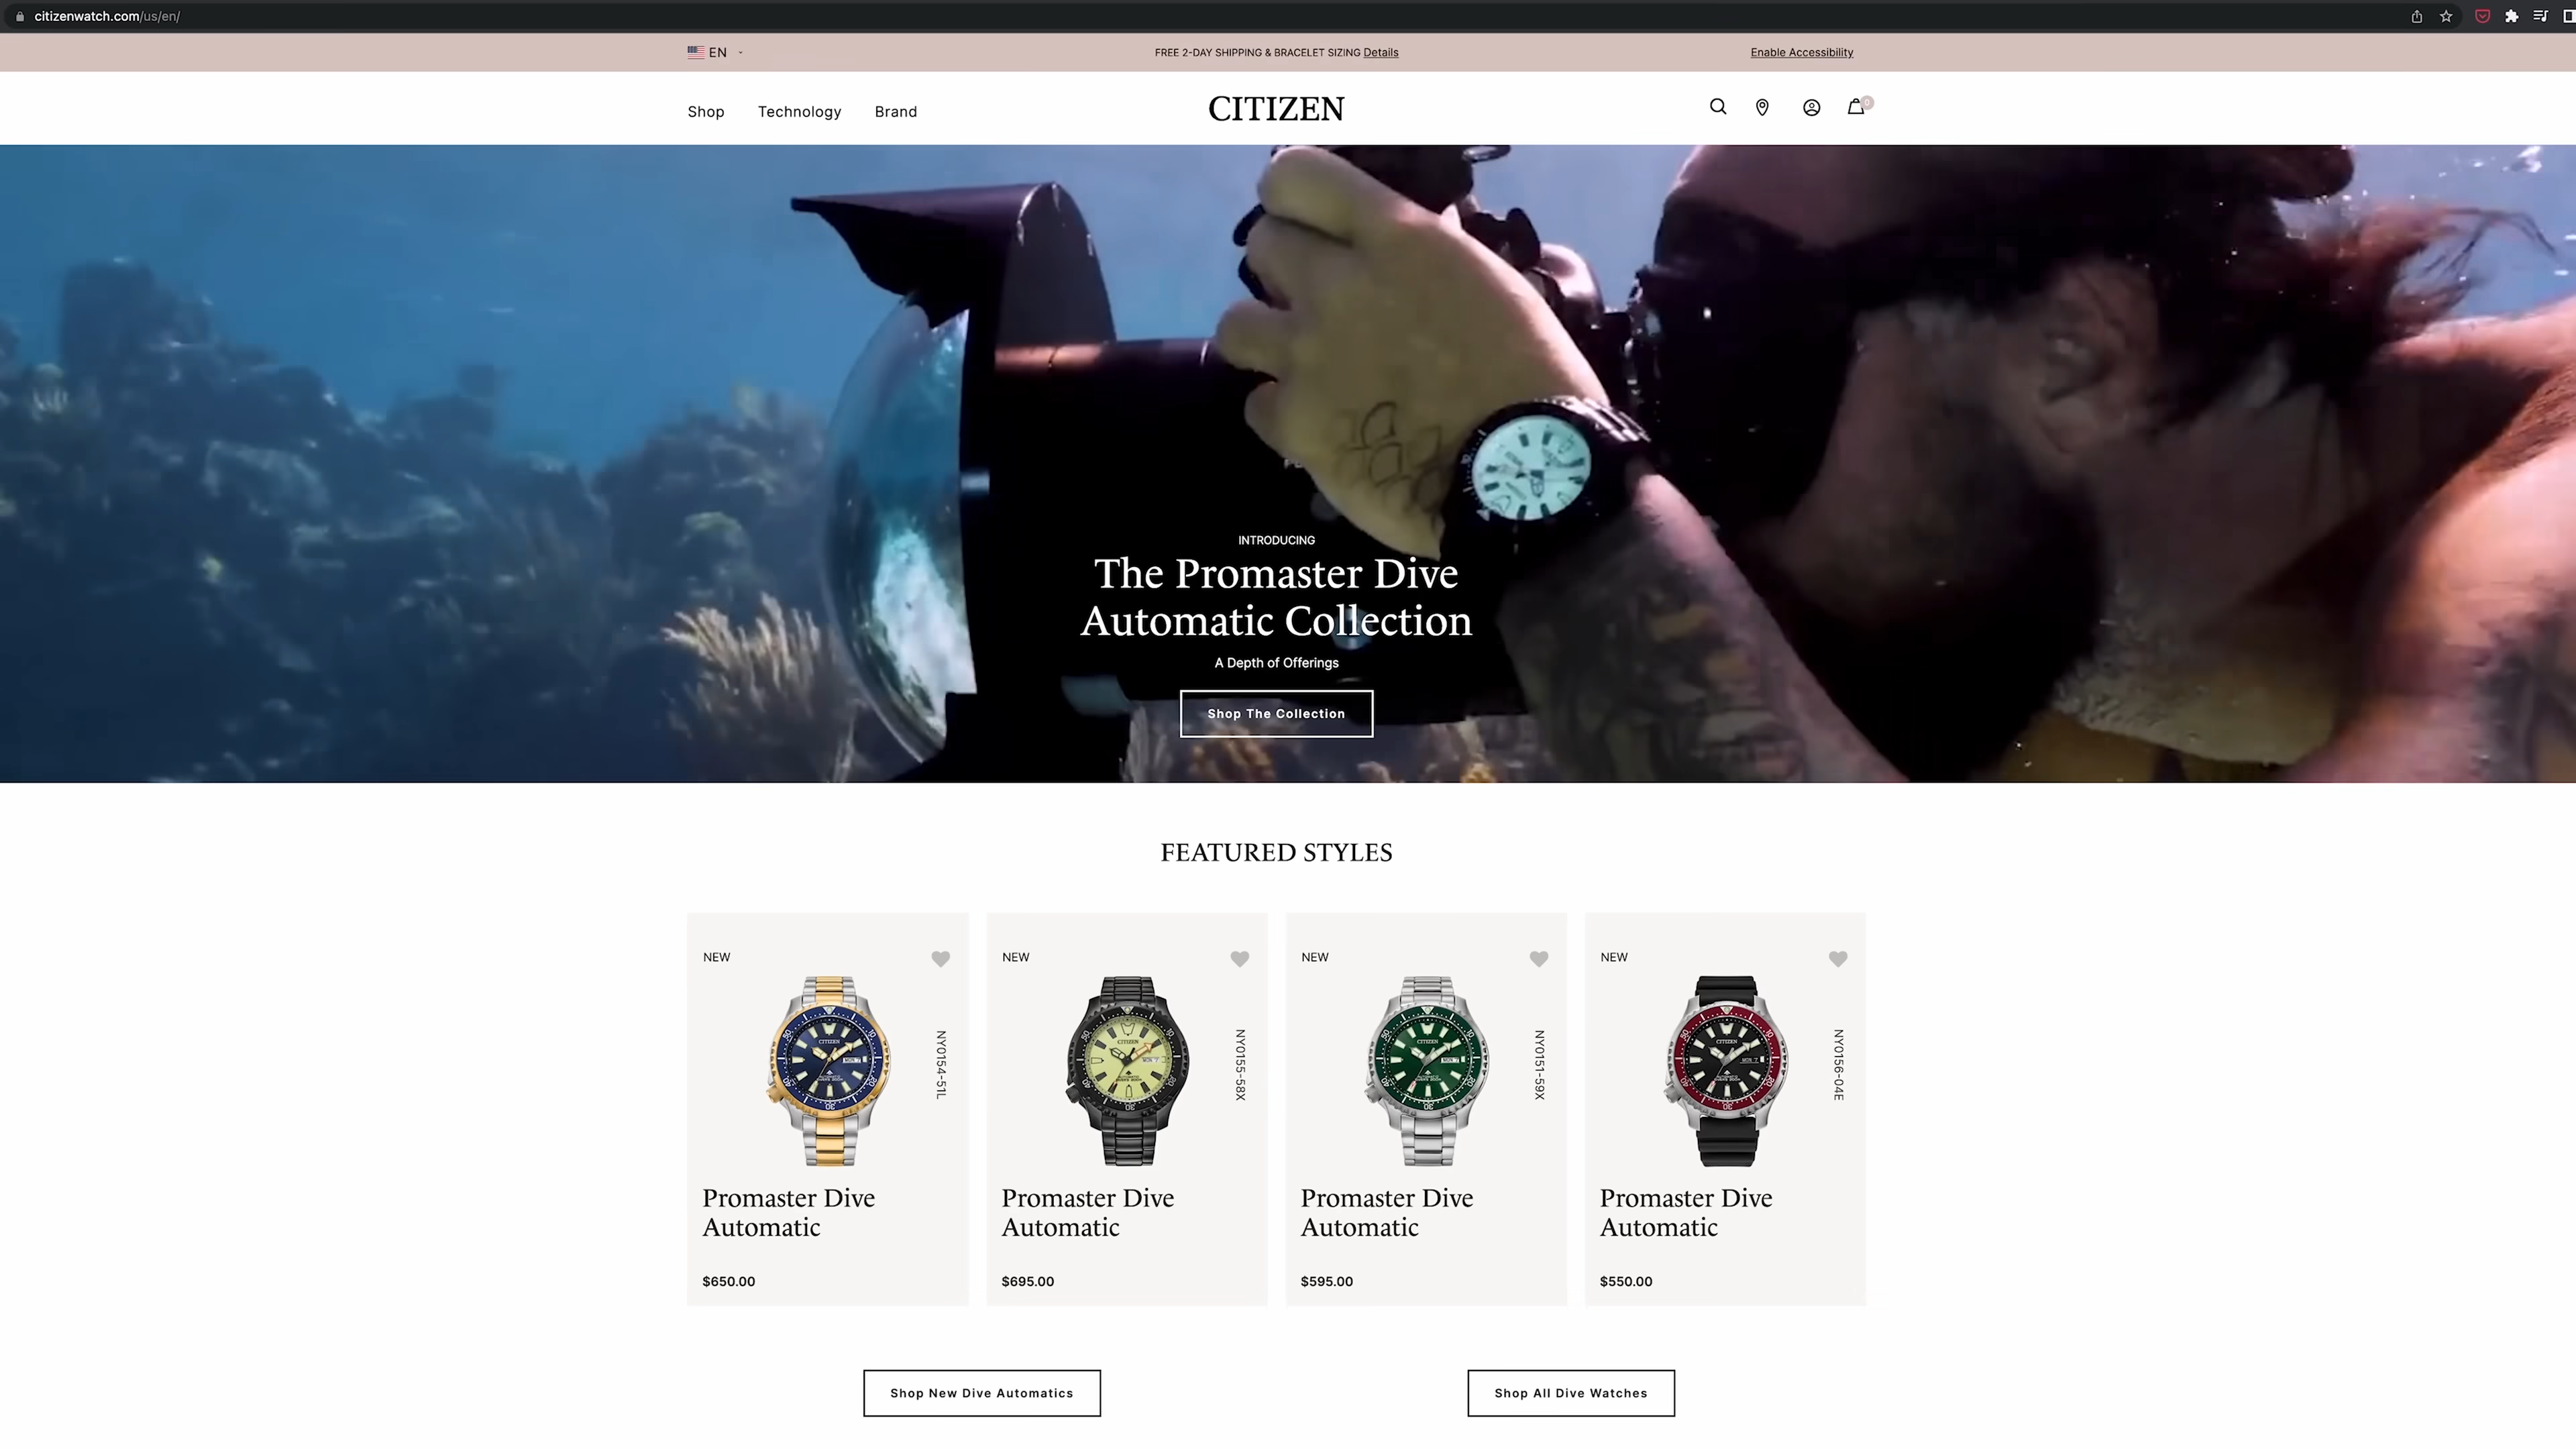 citizenwatch.com/us/en/
EN
FREE 2-DAY SHIPPING & BRACELET SIZING Details
Enable Accessibility
Shop
Technology
Brand
CITIZEN
0
INTRODUCING
The Promaster Dive
Automatic Collection
A Depth of Offerings
Shop The Collection
FEATURED STYLES
NEW
NY0154-51L
Promaster Dive
Automatic
$650.00
NEW
NY0155-58X
Promaster Dive
Automatic
$695.00
NEW
NY0151-59X
Promaster Dive
Automatic
$595.00
NEW
NY0156-04E
Promaster Dive
Automatic
$550.00
Shop New Dive Automatics
Shop All Dive Watches